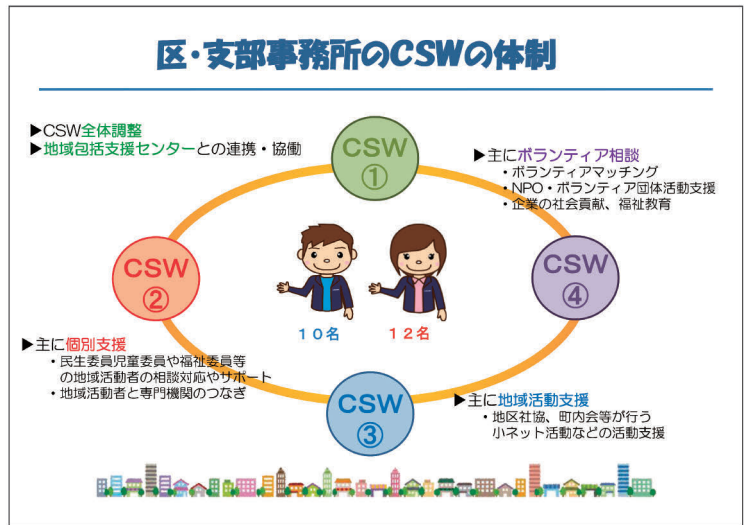 区・支部事務所のCSWの体制
▶CSW全体調整
▶地域包括支援センターとの連携・協働
CSW
①
▶主にボランティア相談
・ボランティアマッチング
・NPO・ボランティア団体活動支援
・企業の社会貢献、福祉教育
CSW
②
CSW
④
10名
12名
▶主に個別支援
・民生委員児童委員や福祉委員等
の地域活動者の相談対応やサポート
・地域活動者と専門機関のつなぎ
CSW
③
▶主に地域活動支援
・地区社協、町内会等が行う
小ネット活動などの活動支援